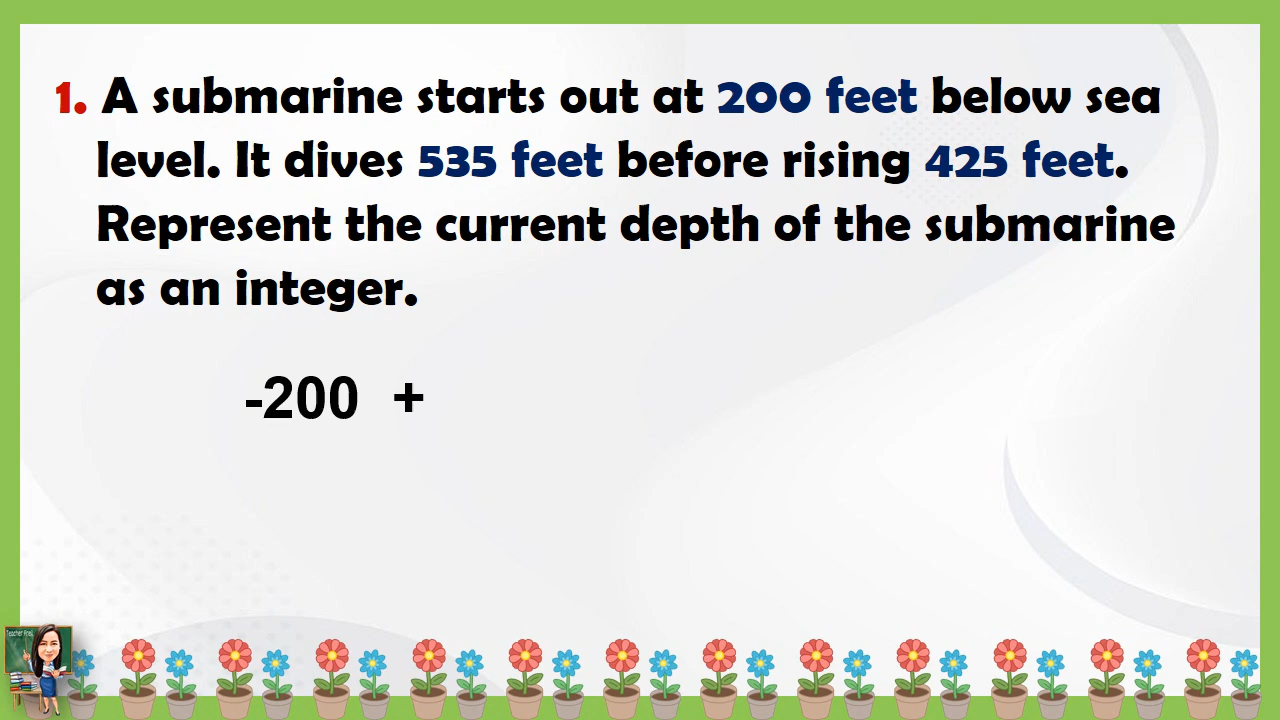 1. A submarine starts out at 200 feet below sea
level. It dives 535 feet before rising 425 feet.
Represent the current depth of the submarine
as an integer.
-200 +